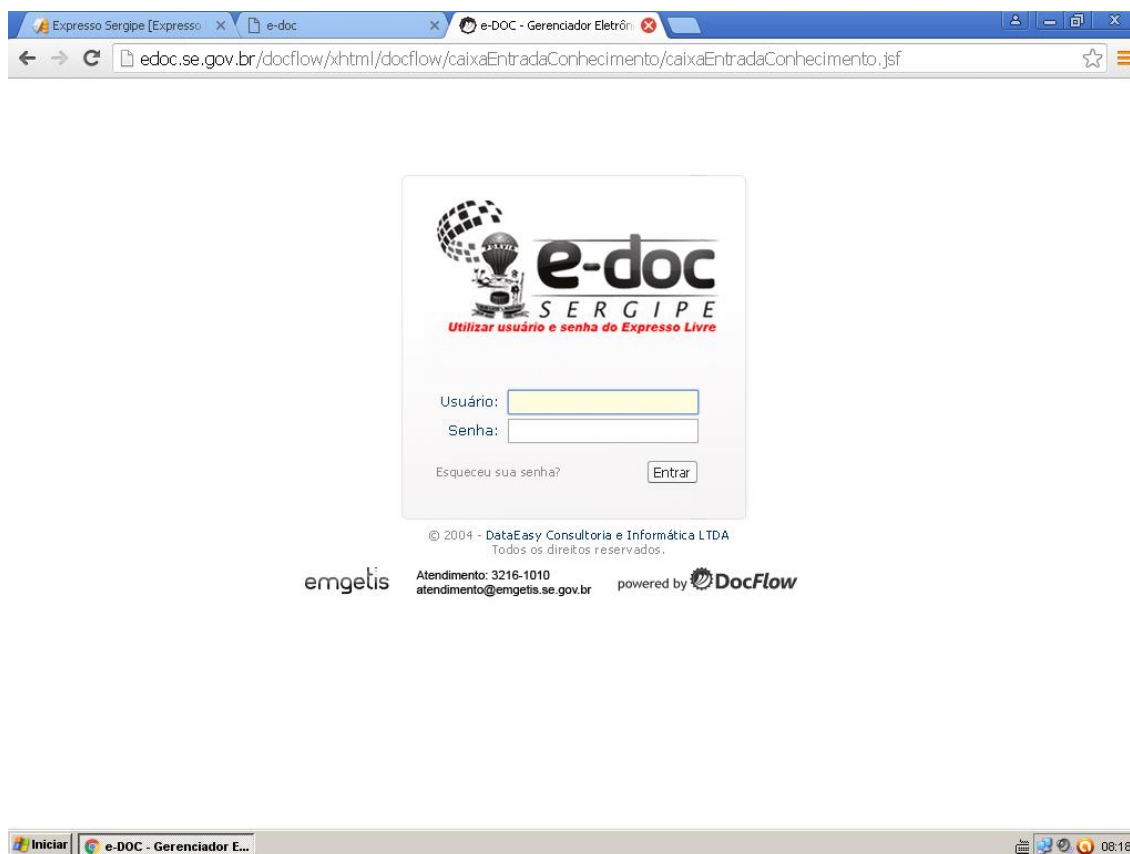 Expresso Sergipe [Expresso
e-doc
e-DOC - Gerenciador Eletrôn
edoc.se.gov.br/docflow/xhtml/docflow/caixaEntradaConhecimento/caixaEntradaConhecimento.jsf
e-doc
SERGIPE
Utilizar usuário e senha do Expresso Livre
Usuário:
Senha:
Esqueceu sua senha?
Entrar
© 2004 - DataEasy Consultoria e Informática LTDA
Todos os direitos reservados.
emgetis
Atendimento: 3216-1010
atendimento@emgetis.se.gov.br
powered by DocFlow
Iniciar
e-DOC - Gerenciador E...
08:18